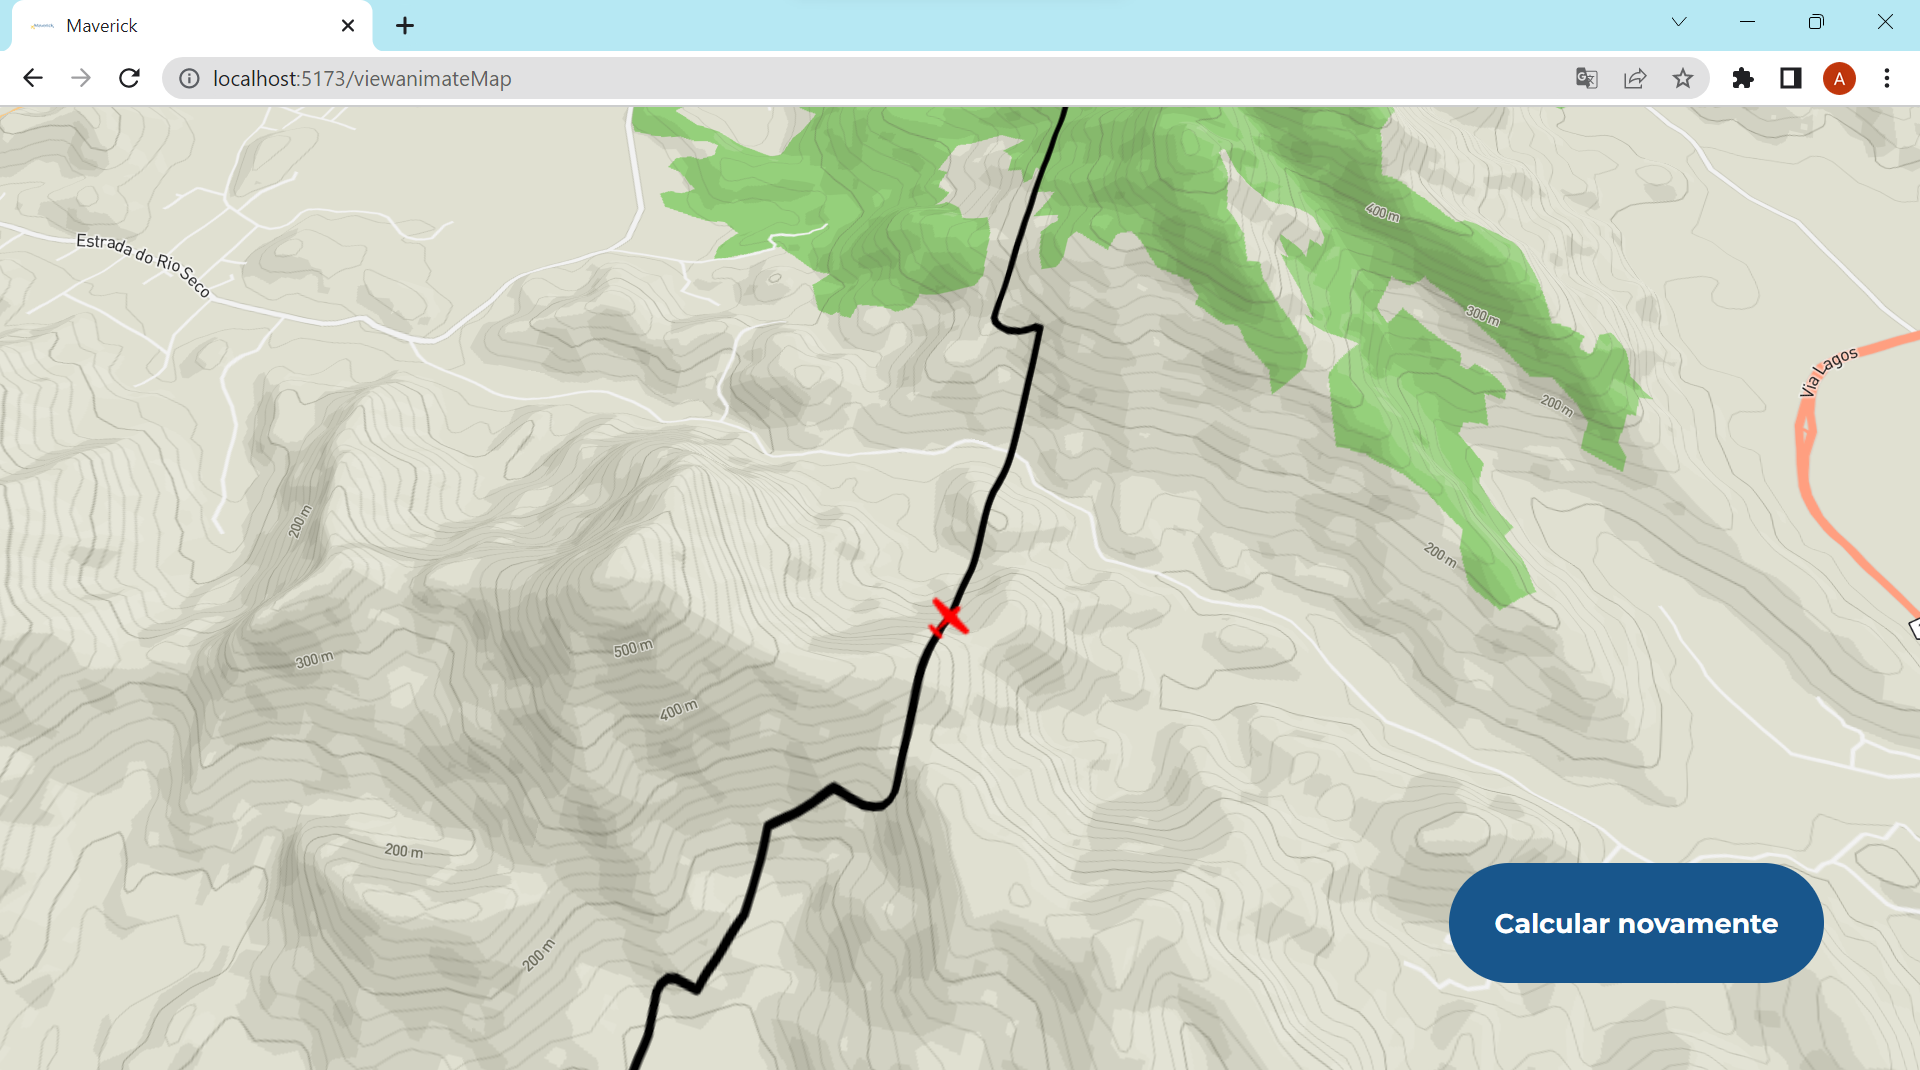 Maverick
localhost:5173/viewanimateMap
A
Estrada do Rio Seco
400 m
300 m
Via Lagos
200 m
200 m
200 m
500 m
300 m
400 m
200 m
200 m
Calcular novamente